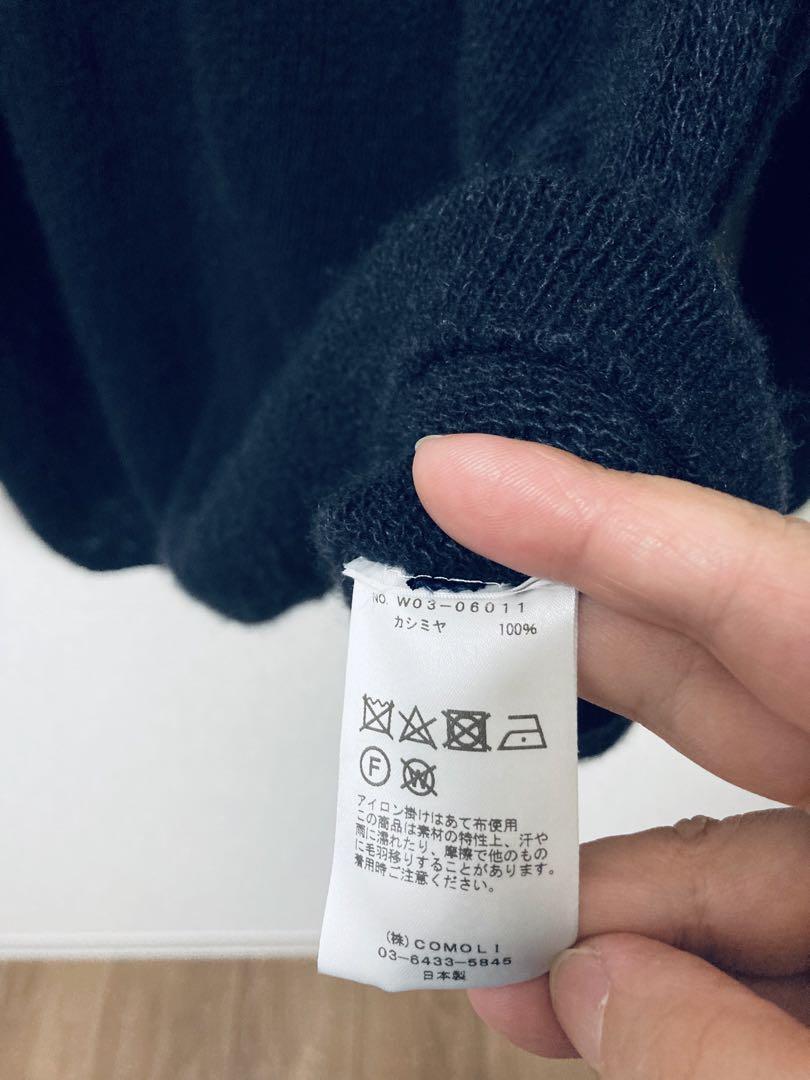 NO. W03-06011
カシミヤ 100%
F W
アイロン掛けはあて布使用
この商品は素材の特性上、汗や
雨に濡れたり、摩擦で他のもの
に毛羽移りすることがあります。
着用時ご注意ください。
(株)COMOLI
03-6433-5845
日本製